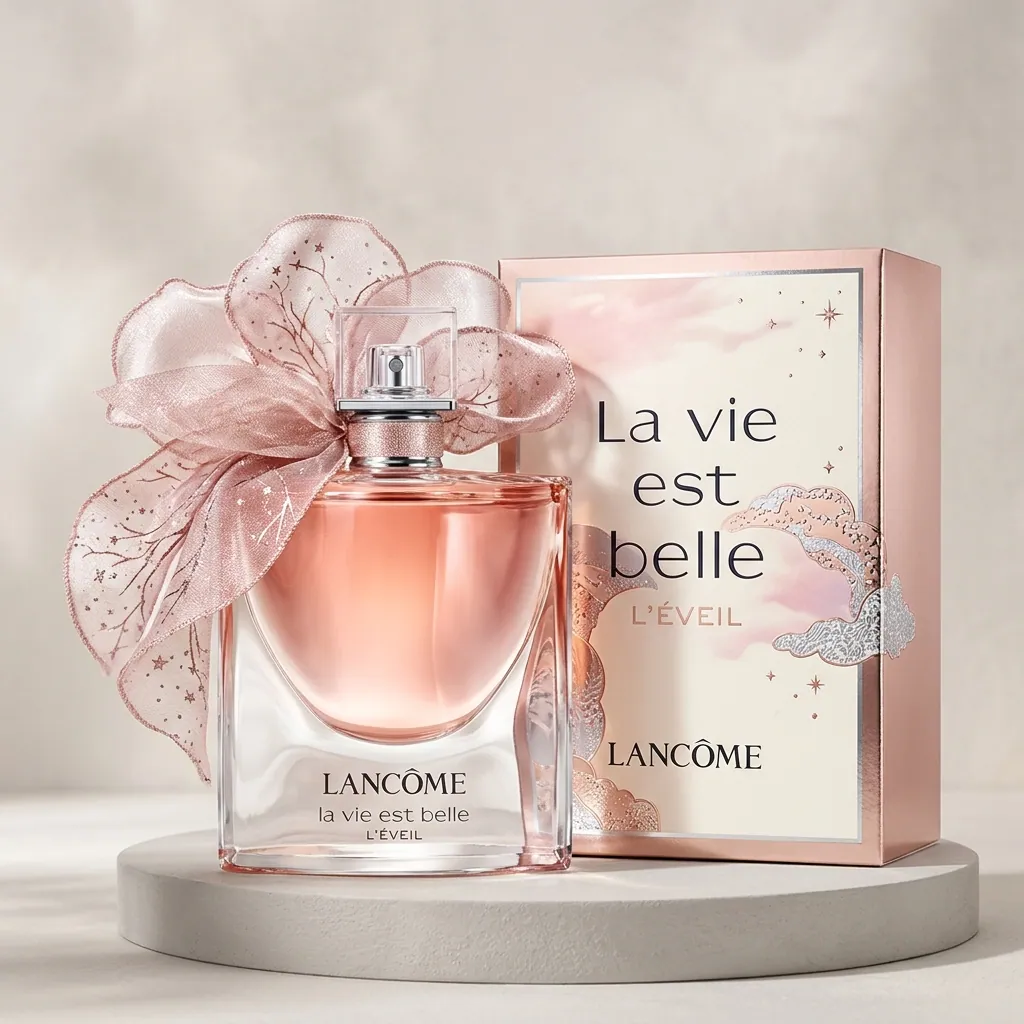 LANCÔME
la vie est belle
L'ÉVEIL
La vie
est
belle
L'ÉVEIL
LANCÔME